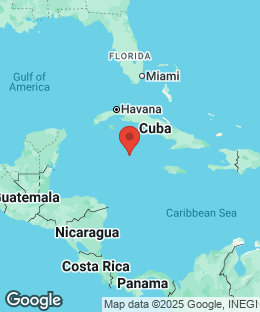 FLORIDA
Gulf of
America
Miami
Havana
Cuba
Guatemala
Caribbean Sea
Nicaragua
Costa Rica
Panama
Google
Map data ©2025 Google, INEGI